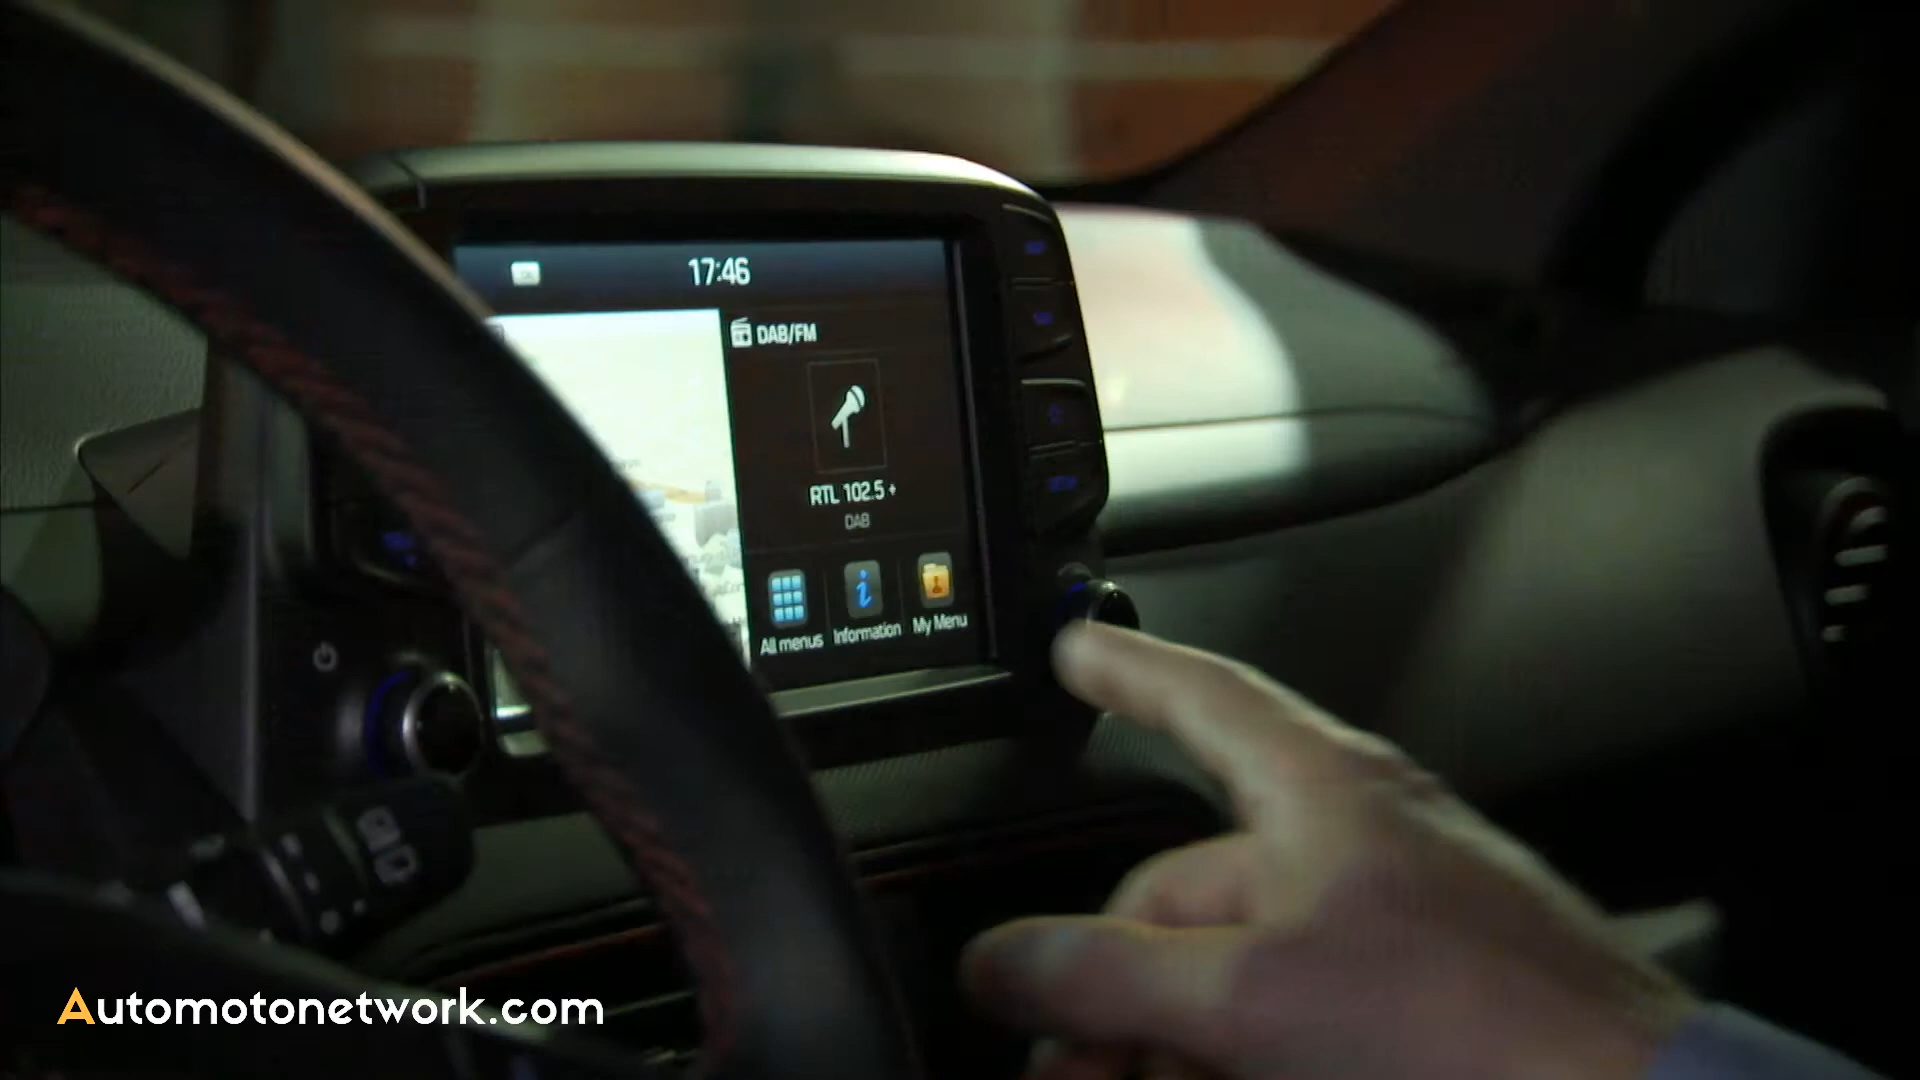 17:46
DAB/FM
RTL 102.5 +
DAB
All menus
Information
My Menu
Automotonetwork.com